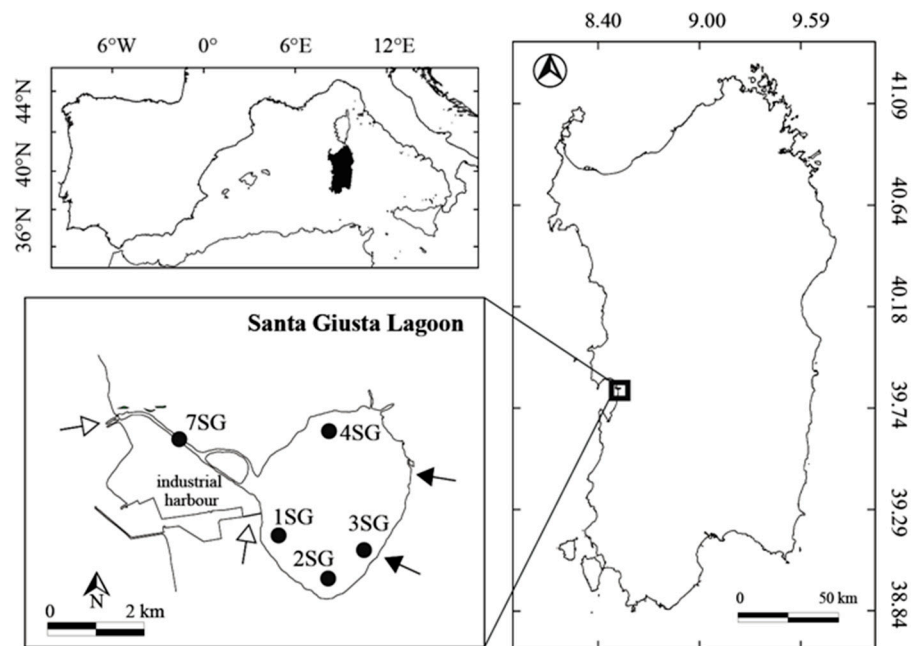 6°W 0° 6°E 12°E
44°N
40°N
36°N
8.40 9.00 9.59
41.09
40.64
40.18
39.74
39.29
38.84
50 km
0
Santa Giusta Lagoon
7SG
4SG
industrial
harbour
1SG
3SG
2SG
N
0 2 km